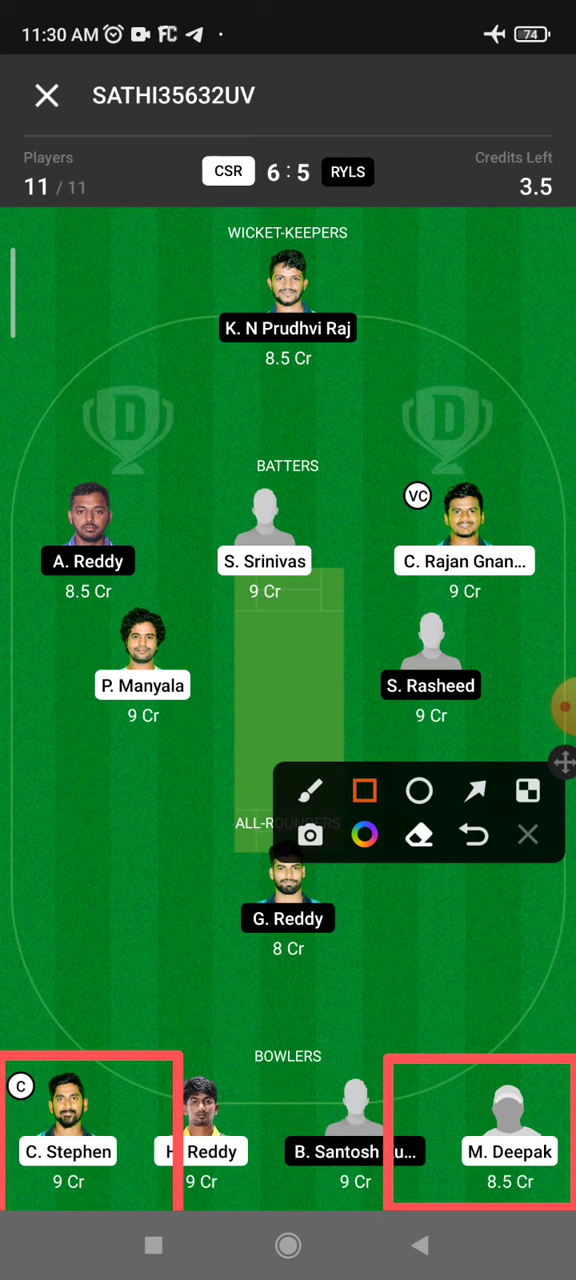 11:30 AM
74
SATHI35632UV
Players
Credits Left
11 / 11
CSR 6 : 5 RYLS
3.5
WICKET-KEEPERS
K. N Prudhvi Raj
8.5 Cr
BATTERS
VC
A. Reddy
S. Srinivas
C. Rajan Gnan...
8.5 Cr
9 Cr
9 Cr
P. Manyala
S. Rasheed
9 Cr
9 Cr
ALL-ROUNDERS
G. Reddy
8 Cr
BOWLERS
C
C. Stephen
H Reddy
B. Santosh Ku...
M. Deepak
9 Cr
9 Cr
9 Cr
8.5 Cr